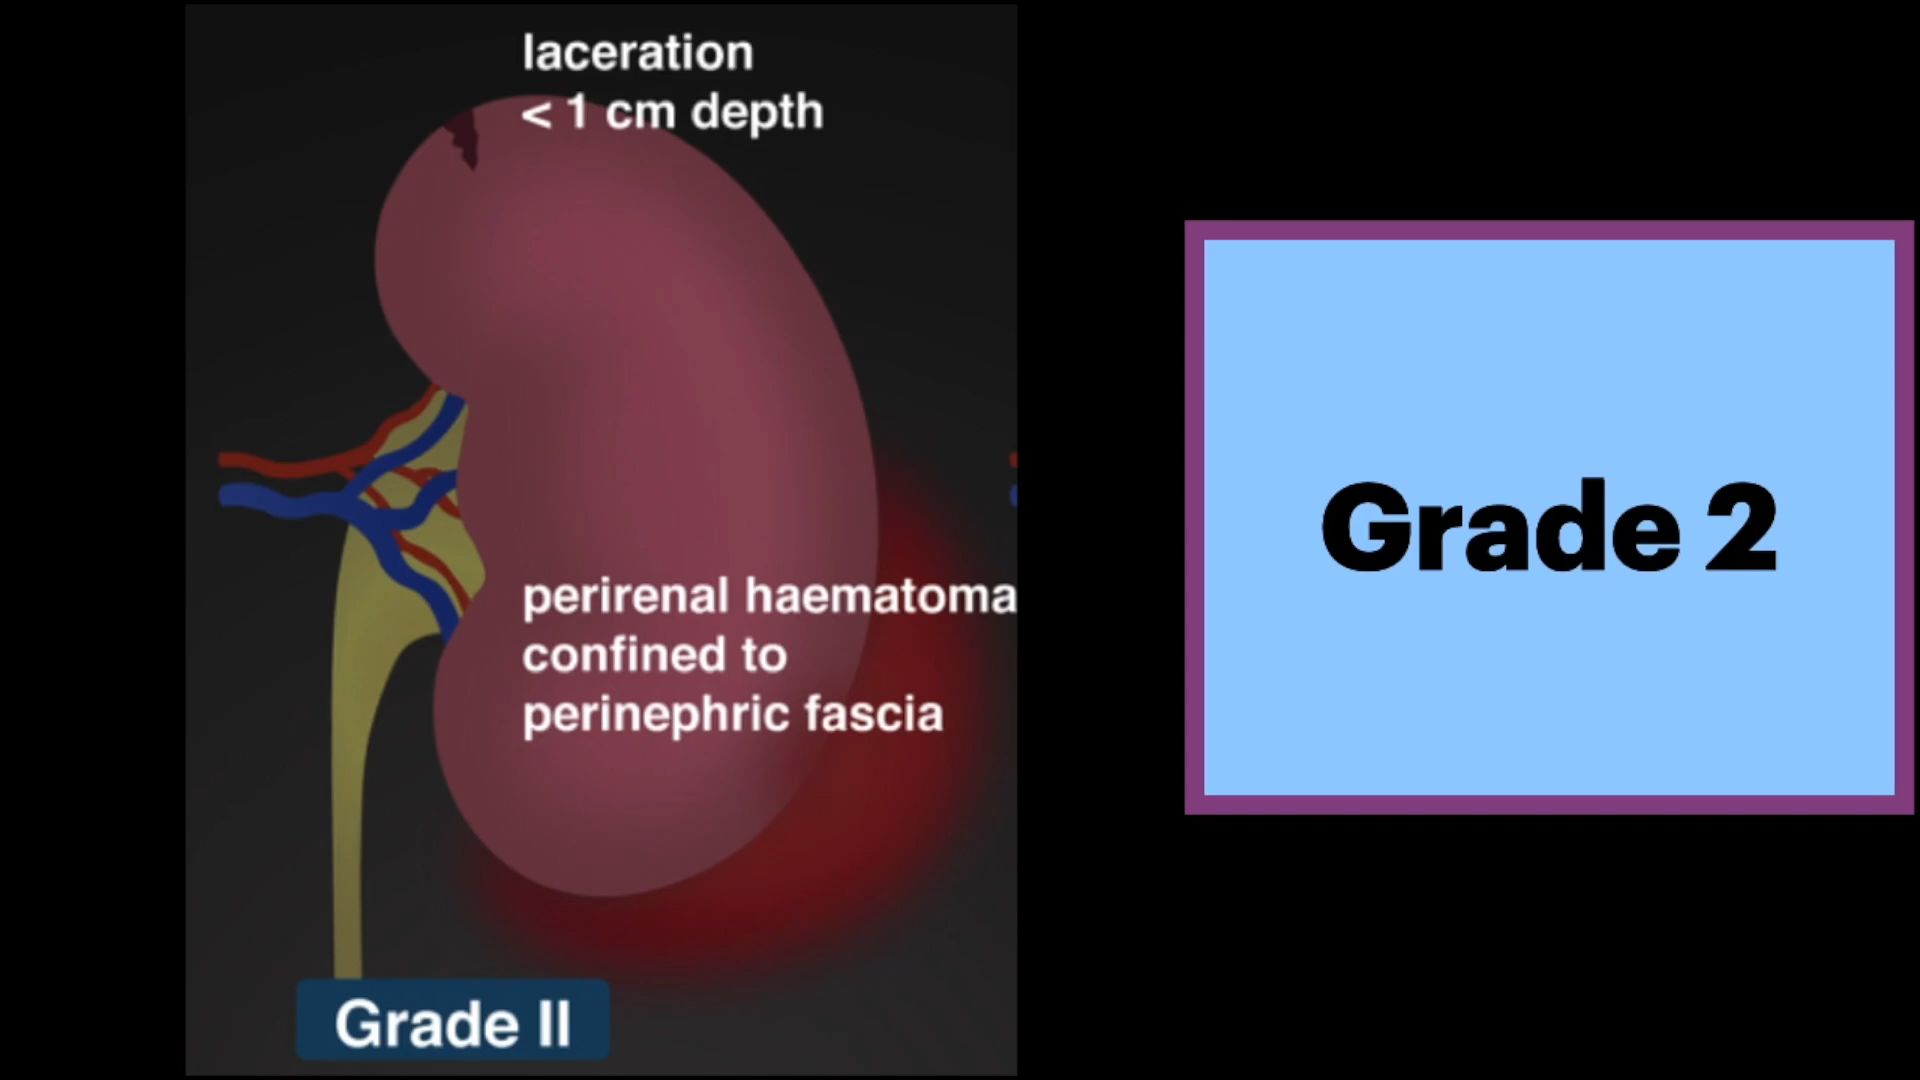 laceration
< 1 cm depth
perirenal haematoma
confined to
perinephric fascia
Grade II
Grade 2